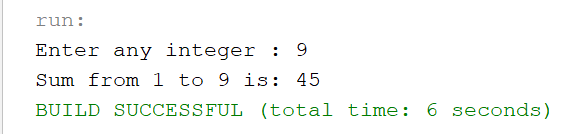 run:
Enter any integer : 9
Sum from 1 to 9 is: 45
BUILD SUCCESSFUL (total time: 6 seconds)